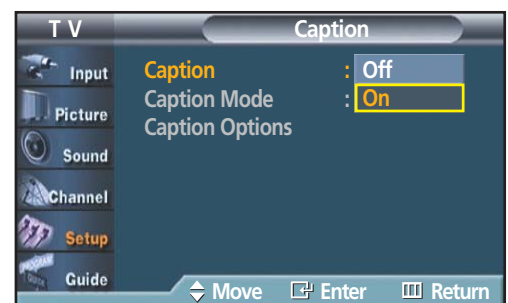 T V
Caption
Input
Picture
Sound
Channel
Setup
Guide
Caption : Off
Caption Mode : On
Caption Options
Move Enter Return